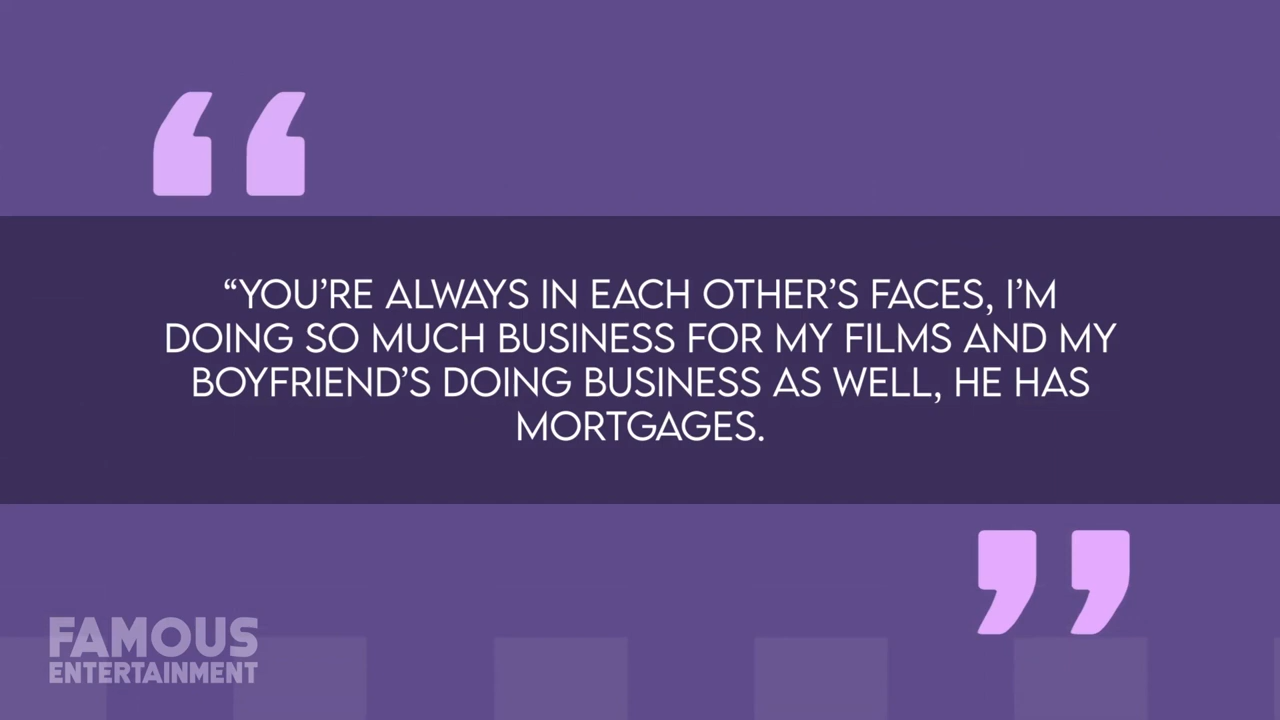 “YOU’RE ALWAYS IN EACH OTHER’S FACES, I’M
DOING SO MUCH BUSINESS FOR MY FILMS AND MY
BOYFRIEND’S DOING BUSINESS AS WELL, HE HAS
MORTGAGES.
FAMOUS
ENTERTAINMENT